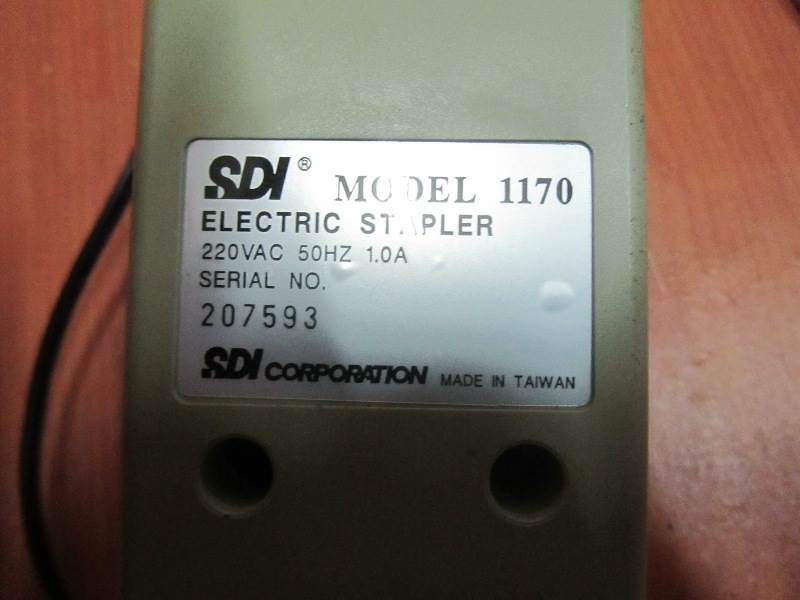 SDI® MODEL 1170
ELECTRIC STAPLER
220VAC 50HZ 1.0A
SERIAL NO.
207593
SDI CORPORATION MADE IN TAIWAN